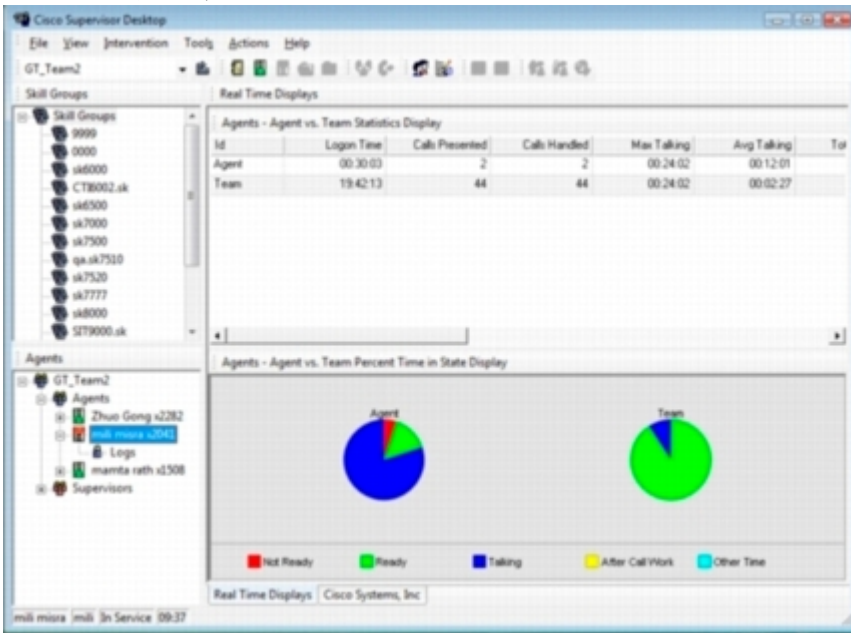 Cisco Supervisor Desktop
File View Intervention Tools Actions Help
GT_Team2
Skill Groups
Skill Groups
9999
0000
sk6000
CTI6002.sk
sk6500
sk7000
sk7500
qa.sk7510
sk7520
sk7777
sk8000
SIT9000.sk
Agents
GT_Team2
Agents
Zhuo Gong x2282
mili misra x2041
Logs
mamta rath x1508
Supervisors
Real Time Displays
Agents - Agent vs. Team Statistics Display
Id Logon Time Calls Presented Calls Handled Max Talking Avg Talking Tot
Agent 00:30:03 2 2 00:24:02 00:12:01
Team 19:42:13 44 44 00:24:02 00:02:27
Agents - Agent vs. Team Percent Time in State Display
Agent Team
Not Ready Ready Talking After Call Work Other Time
Real Time Displays Cisco Systems, Inc
mili misra mili In Service 09:37